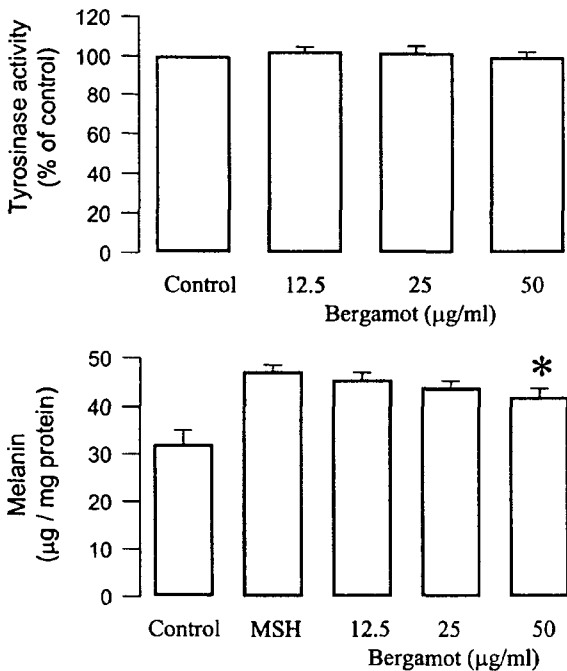 Tyrosinase activity
(% of control)
120
100
80
60
40
20
0
Control 12.5 25 50
Bergamot (µg/ml)
Melanin
(µg / mg protein)
50
40
30
20
10
0
*
Control MSH 12.5 25 50
Bergamot (µg/ml)